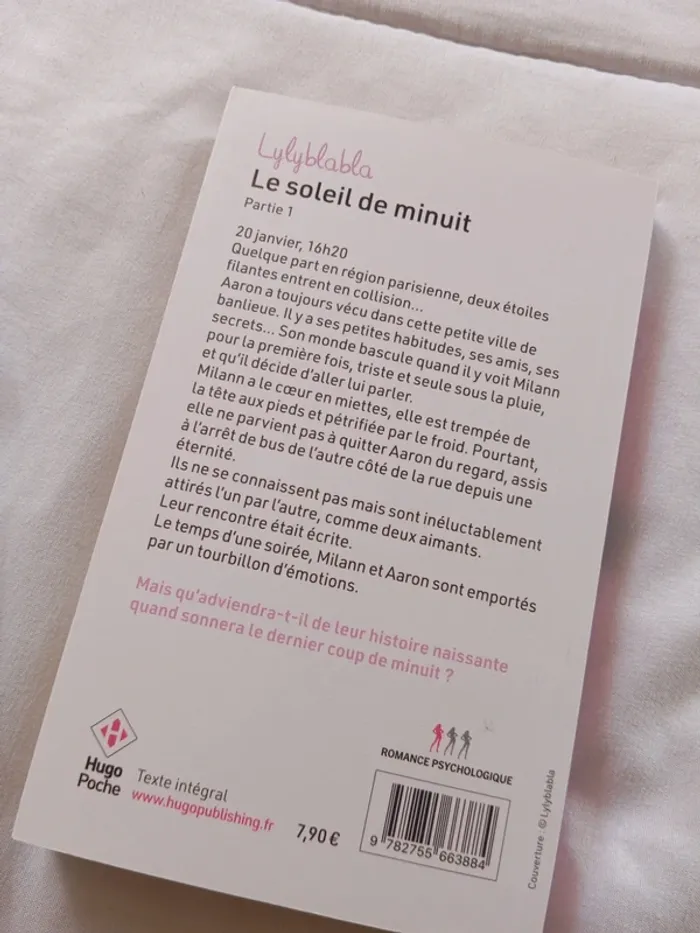 Lylyblabla
Le soleil de minuit
Partie 1
20 janvier, 16h20
Quelque part en région parisienne, deux étoiles
filantes entrent en collision...
Aaron a toujours vécu dans cette petite ville de
banlieue. Il y a ses petites habitudes, ses amis, ses
secrets... Son monde bascule quand il y voit Milann
pour la première fois, triste et seule sous la pluie,
et qu'il décide d'aller lui parler.
Milann a le cœur en miettes, elle est trempée de
la tête aux pieds et pétrifiée par le froid. Pourtant,
elle ne parvient pas à quitter Aaron du regard, assis
à l'arrêt de bus de l'autre côté de la rue depuis une
éternité.
Ils ne se connaissent pas mais sont inéluctablement
attirés l'un par l'autre, comme deux aimants.
Leur rencontre était écrite.
Le temps d'une soirée, Milann et Aaron sont emportés
par un tourbillon d'émotions.
Mais qu'adviendra-t-il de leur histoire naissante
quand sonnera le dernier coup de minuit ?
Hugo
Poche
Texte intégral
www.hugopublishing.fr
7,90 €
ROMANCE PSYCHOLOGIQUE
9 782755 663884
Couverture : © Lylyblabla